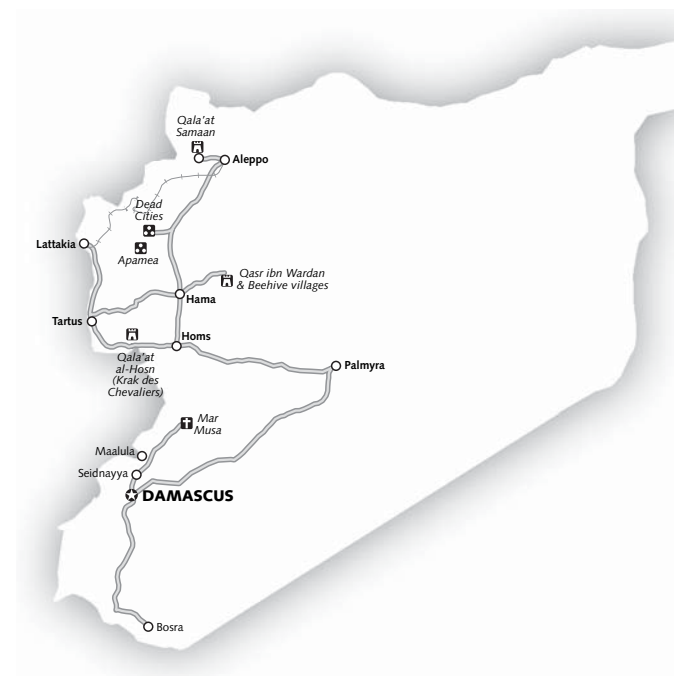 Qala'at
Samaan
Aleppo
Dead
Cities
Lattakia
Apamea
Qasr ibn Wardan
& Beehive villages
Hama
Tartus
Homs
Qala'at
al-Hosn
(Krak des
Chevaliers)
Palmyra
Mar
Musa
Maalula
Seidnayya
DAMASCUS
Bosra